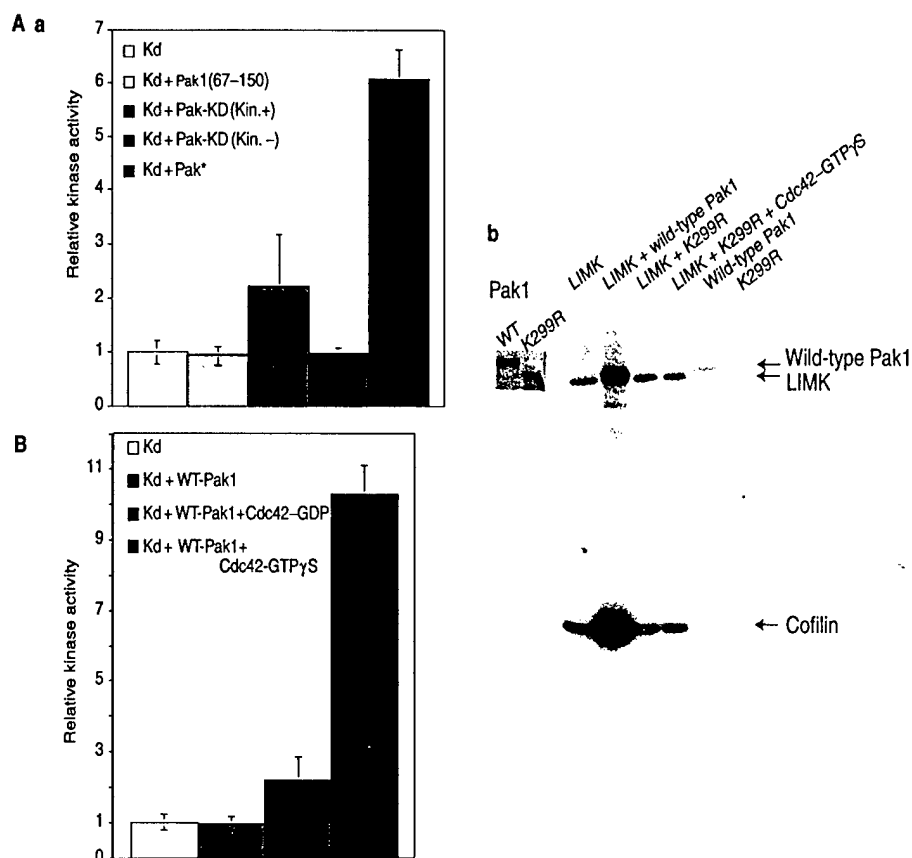 A a
7
6
5
4
3
2
1
0
Relative kinase activity
Kd
Kd + Pak1(67–150)
Kd + Pak-KD (Kin.+)
Kd + Pak-KD (Kin. –)
Kd + Pak*
b
Pak1
WT
K299R
LIMK
LIMK + wild-type Pak1
LIMK + K299R
LIMK + K299R + Cdc42–GTPγS
Wild-type Pak1
K299R
← Wild-type Pak1
← LIMK
← Cofilin
B
11
9
7
5
3
1
0
Relative kinase activity
Kd
Kd + WT-Pak1
Kd + WT-Pak1+Cdc42–GDP
Kd + WT-Pak1+
Cdc42-GTPγS